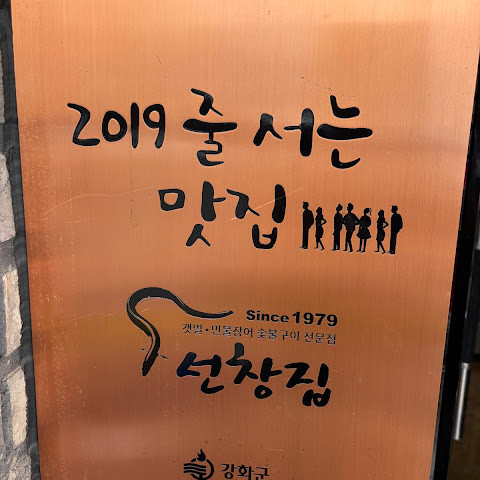 2019 줄 서는
맛집
Since 1979
갯벌·민물장어 숯불구이 전문점
선창집
강화군